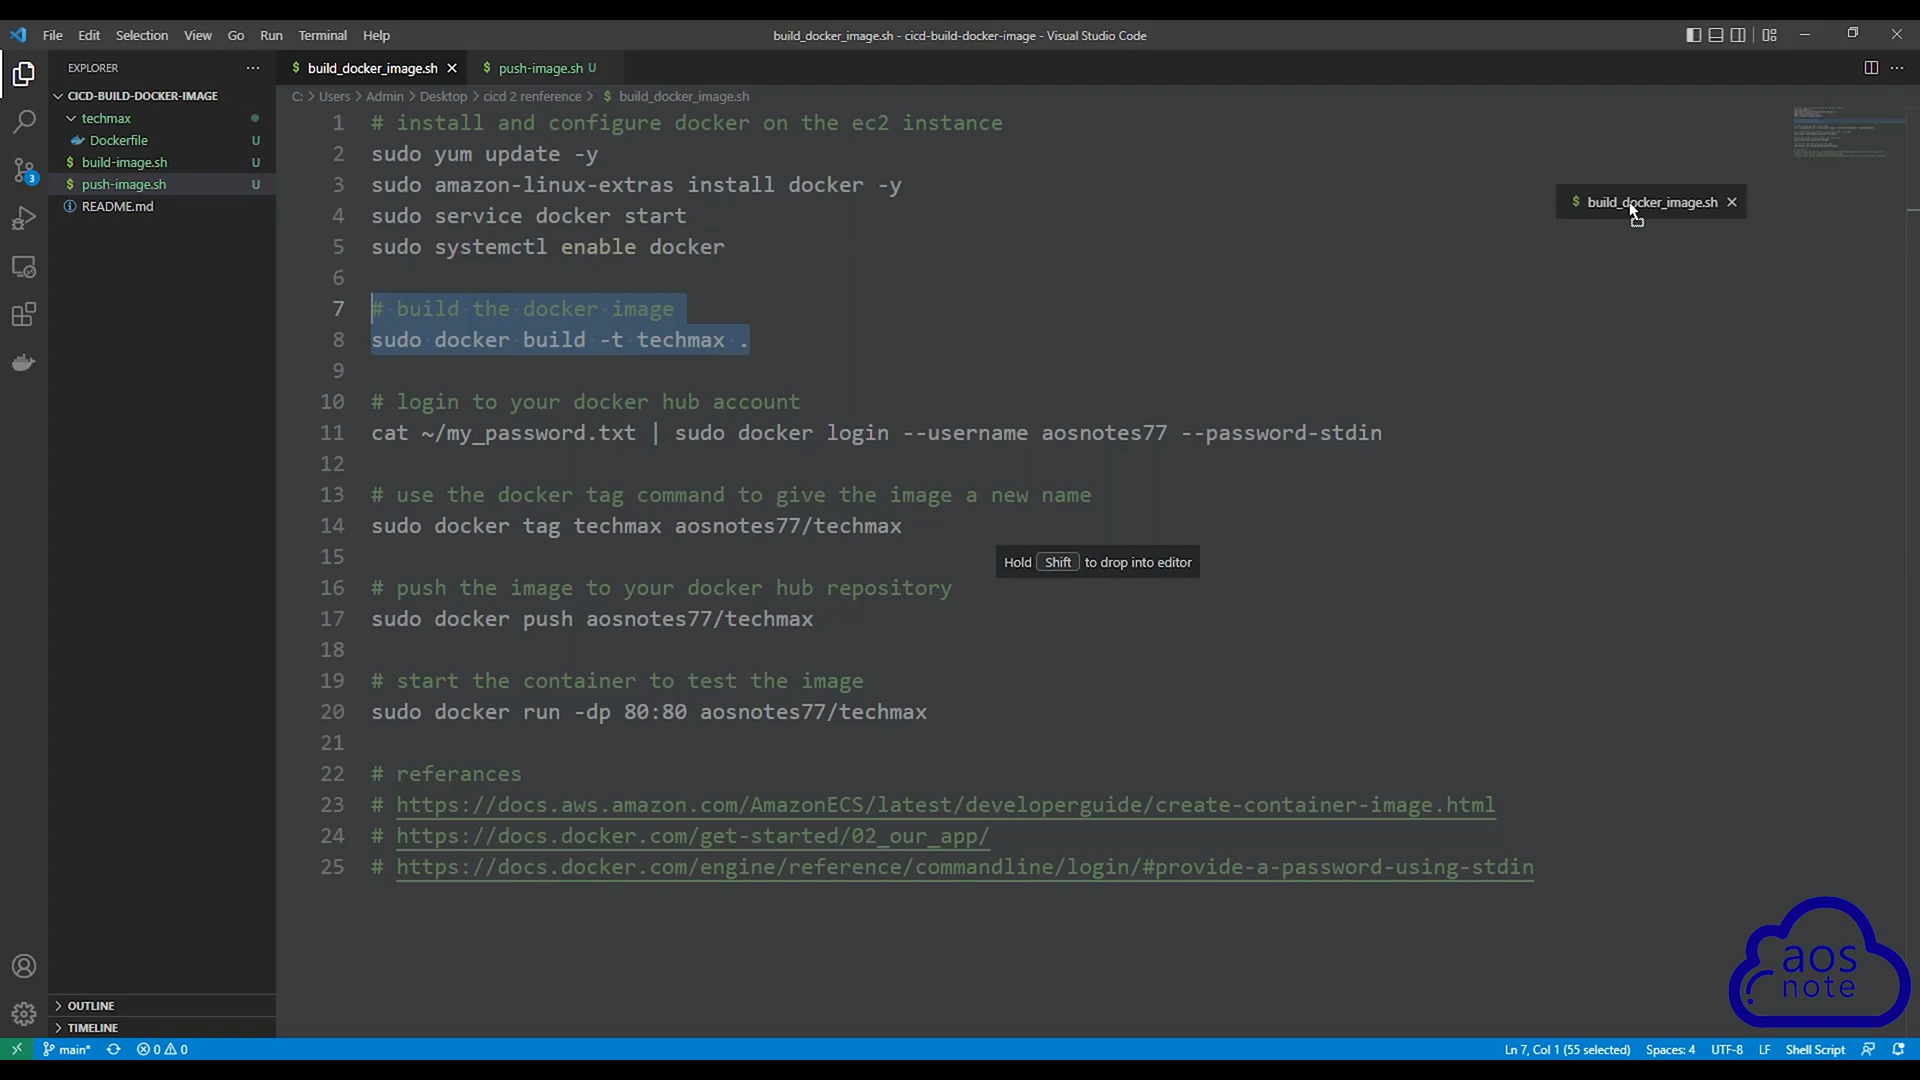 File Edit Selection View Go Run Terminal Help
build_docker_image.sh - cicd-build-docker-image - Visual Studio Code
EXPLORER
CICD-BUILD-DOCKER-IMAGE
techmax
Dockerfile U
$ build-image.sh U
$ push-image.sh U
README.md
OUTLINE
TIMELINE
3
$ build_docker_image.sh
$ push-image.sh U
C: > Users > Admin > Desktop > cicd 2 renference > $ build_docker_image.sh
1 # install and configure docker on the ec2 instance
2 sudo yum update -y
3 sudo amazon-linux-extras install docker -y
4 sudo service docker start
5 sudo systemctl enable docker
6
7 # build the docker image
8 sudo docker build -t techmax .
9
10 # login to your docker hub account
11 cat ~/my_password.txt | sudo docker login --username aosnotes77 --password-stdin
12
13 # use the docker tag command to give the image a new name
14 sudo docker tag techmax aosnotes77/techmax
15
16 # push the image to your docker hub repository
17 sudo docker push aosnotes77/techmax
18
19 # start the container to test the image
20 sudo docker run -dp 80:80 aosnotes77/techmax
21
22 # referances
23 # https://docs.aws.amazon.com/AmazonECS/latest/developerguide/create-container-image.html
24 # https://docs.docker.com/get-started/02_our_app/
25 # https://docs.docker.com/engine/reference/commandline/login/#provide-a-password-using-stdin
$ build_docker_image.sh
Hold Shift to drop into editor
aos
note
main* 0 0
Ln 7, Col 1 (55 selected) Spaces: 4 UTF-8 LF Shell Script